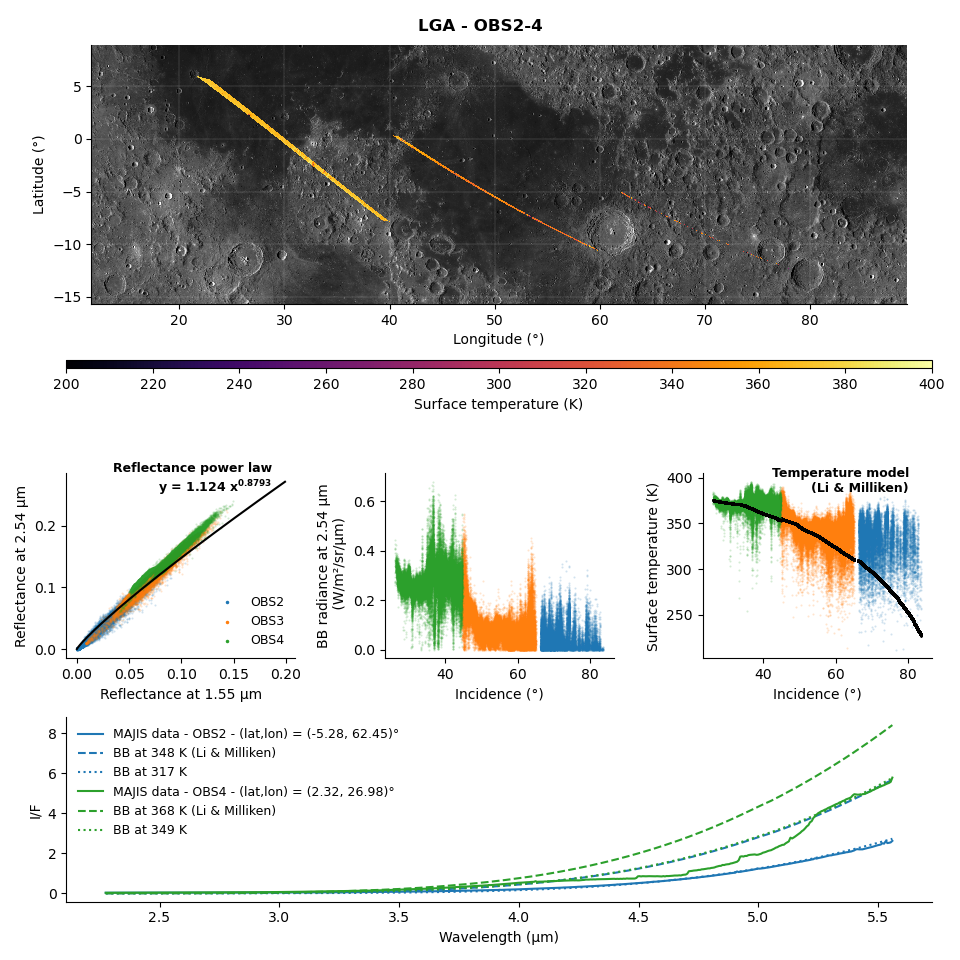 LGA - OBS2-4
5
0
−5
−10
−15
Latitude (°)
20 30 40 50 60 70 80
Longitude (°)
200 220 240 260 280 300 320 340 360 380 400
Surface temperature (K)
Reflectance power law
y = 1.124 x^0.8793
0.2
0.1
0.0
Reflectance at 2.54 μm
OBS2
OBS3
OBS4
0.00 0.05 0.10 0.15 0.20
Reflectance at 1.55 μm
BB radiance at 2.54 μm
(W/m²/sr/μm)
0.6
0.4
0.2
0.0
40 60 80
Incidence (°)
Temperature model
(Li & Milliken)
Surface temperature (K)
400
350
300
250
40 60 80
Incidence (°)
I/F
8
6
4
2
0
MAJIS data - OBS2 - (lat,lon) = (-5.28, 62.45)°
BB at 348 K (Li & Milliken)
BB at 317 K
MAJIS data - OBS4 - (lat,lon) = (2.32, 26.98)°
BB at 368 K (Li & Milliken)
BB at 349 K
2.5 3.0 3.5 4.0 4.5 5.0 5.5
Wavelength (μm)